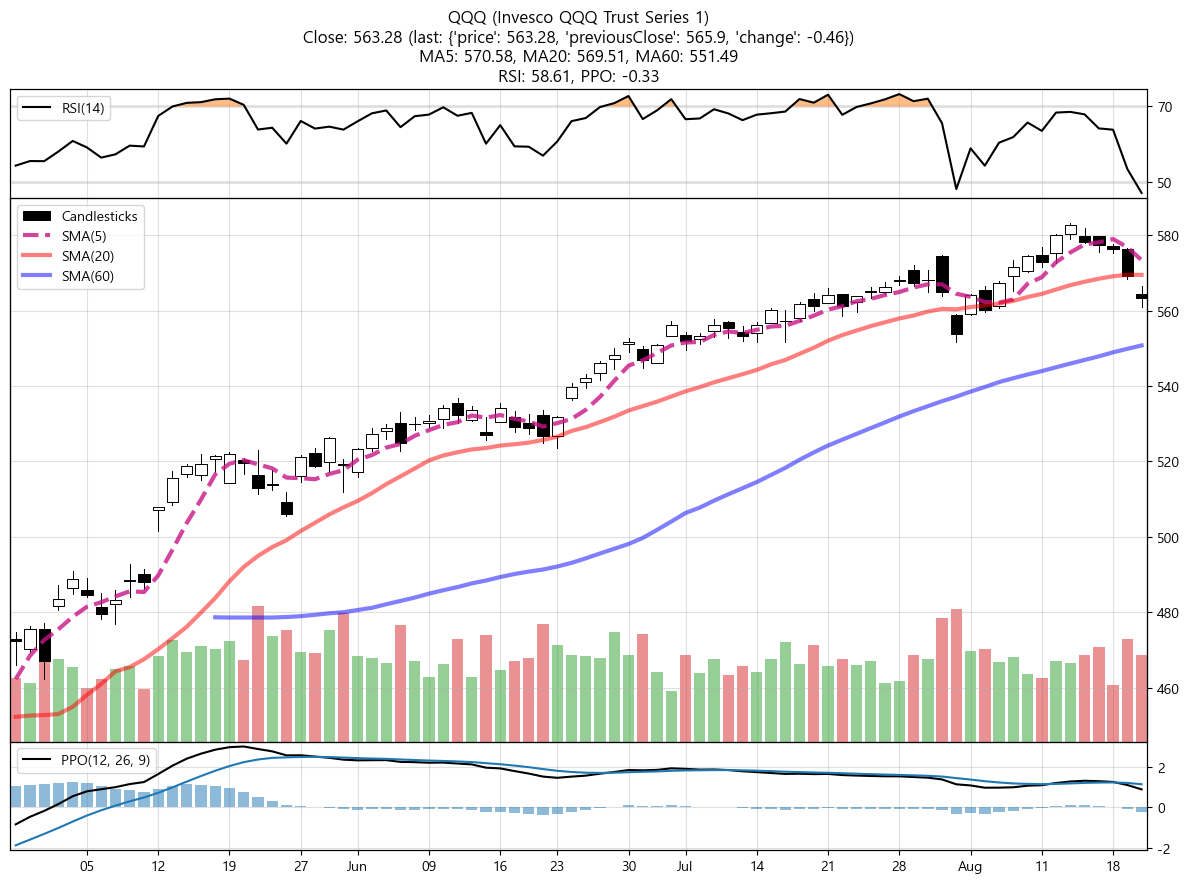 QQQ (Invesco QQQ Trust Series 1)
Close: 563.28 (last: {'price': 563.28, 'previousClose': 565.9, 'change': -0.46})
MA5: 570.58, MA20: 569.51, MA60: 551.49
RSI: 58.61, PPO: -0.33
RSI(14)
70
50
Candlesticks
SMA(5)
SMA(20)
SMA(60)
580
560
540
520
500
480
460
PPO(12, 26, 9)
2
0
-2
05 12 19 27 Jun 09 16 23 30 Jul 14 21 28 Aug 11 18